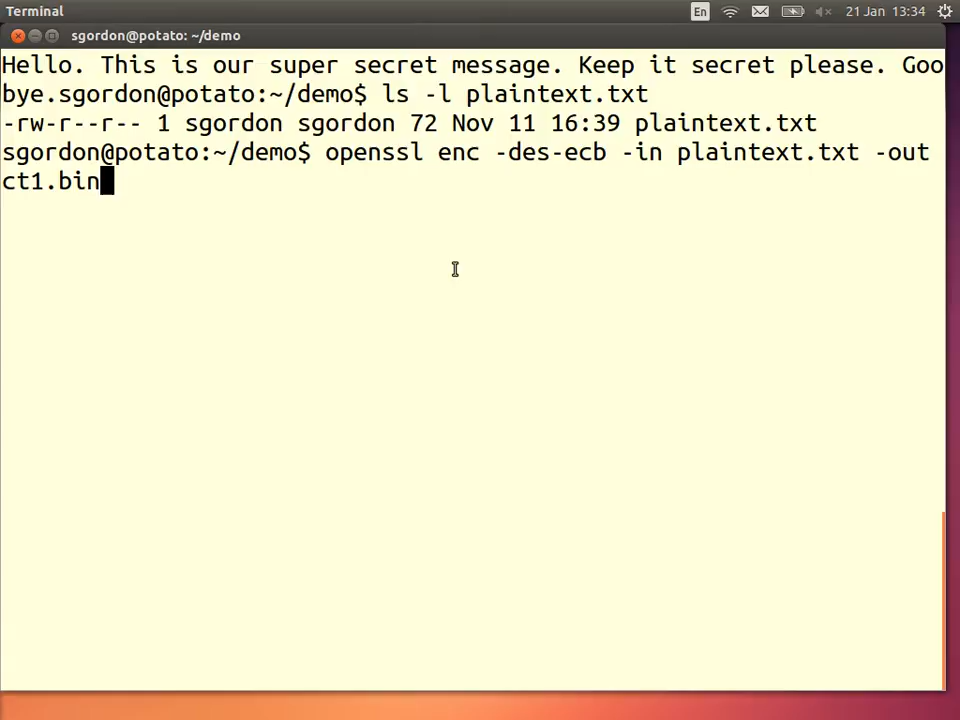 Terminal
En
21 Jan 13:34
sgordon@potato: ~/demo
Hello. This is our super secret message. Keep it secret please. Goo
bye.sgordon@potato:~/demo$ ls -l plaintext.txt
-rw-r--r-- 1 sgordon sgordon 72 Nov 11 16:39 plaintext.txt
sgordon@potato:~/demo$ openssl enc -des-ecb -in plaintext.txt -out
ct1.bin